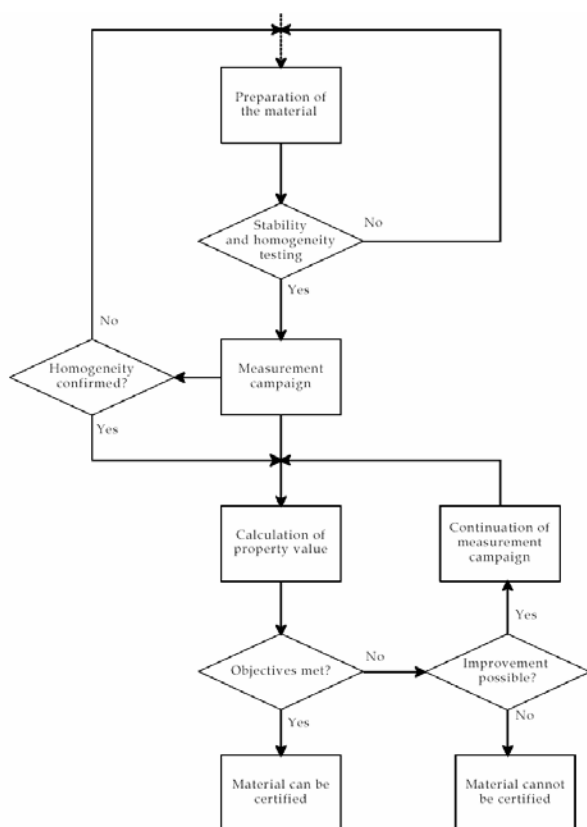 Preparation of
the material
Stability
and homogeneity
testing
No
Yes
No
Homogeneity
confirmed?
Measurement
campaign
Yes
Calculation of
property value
Continuation of
measurement
campaign
Yes
Objectives met?
No
Improvement
possible?
Yes
No
Material can be
certified
Material cannot
be certified